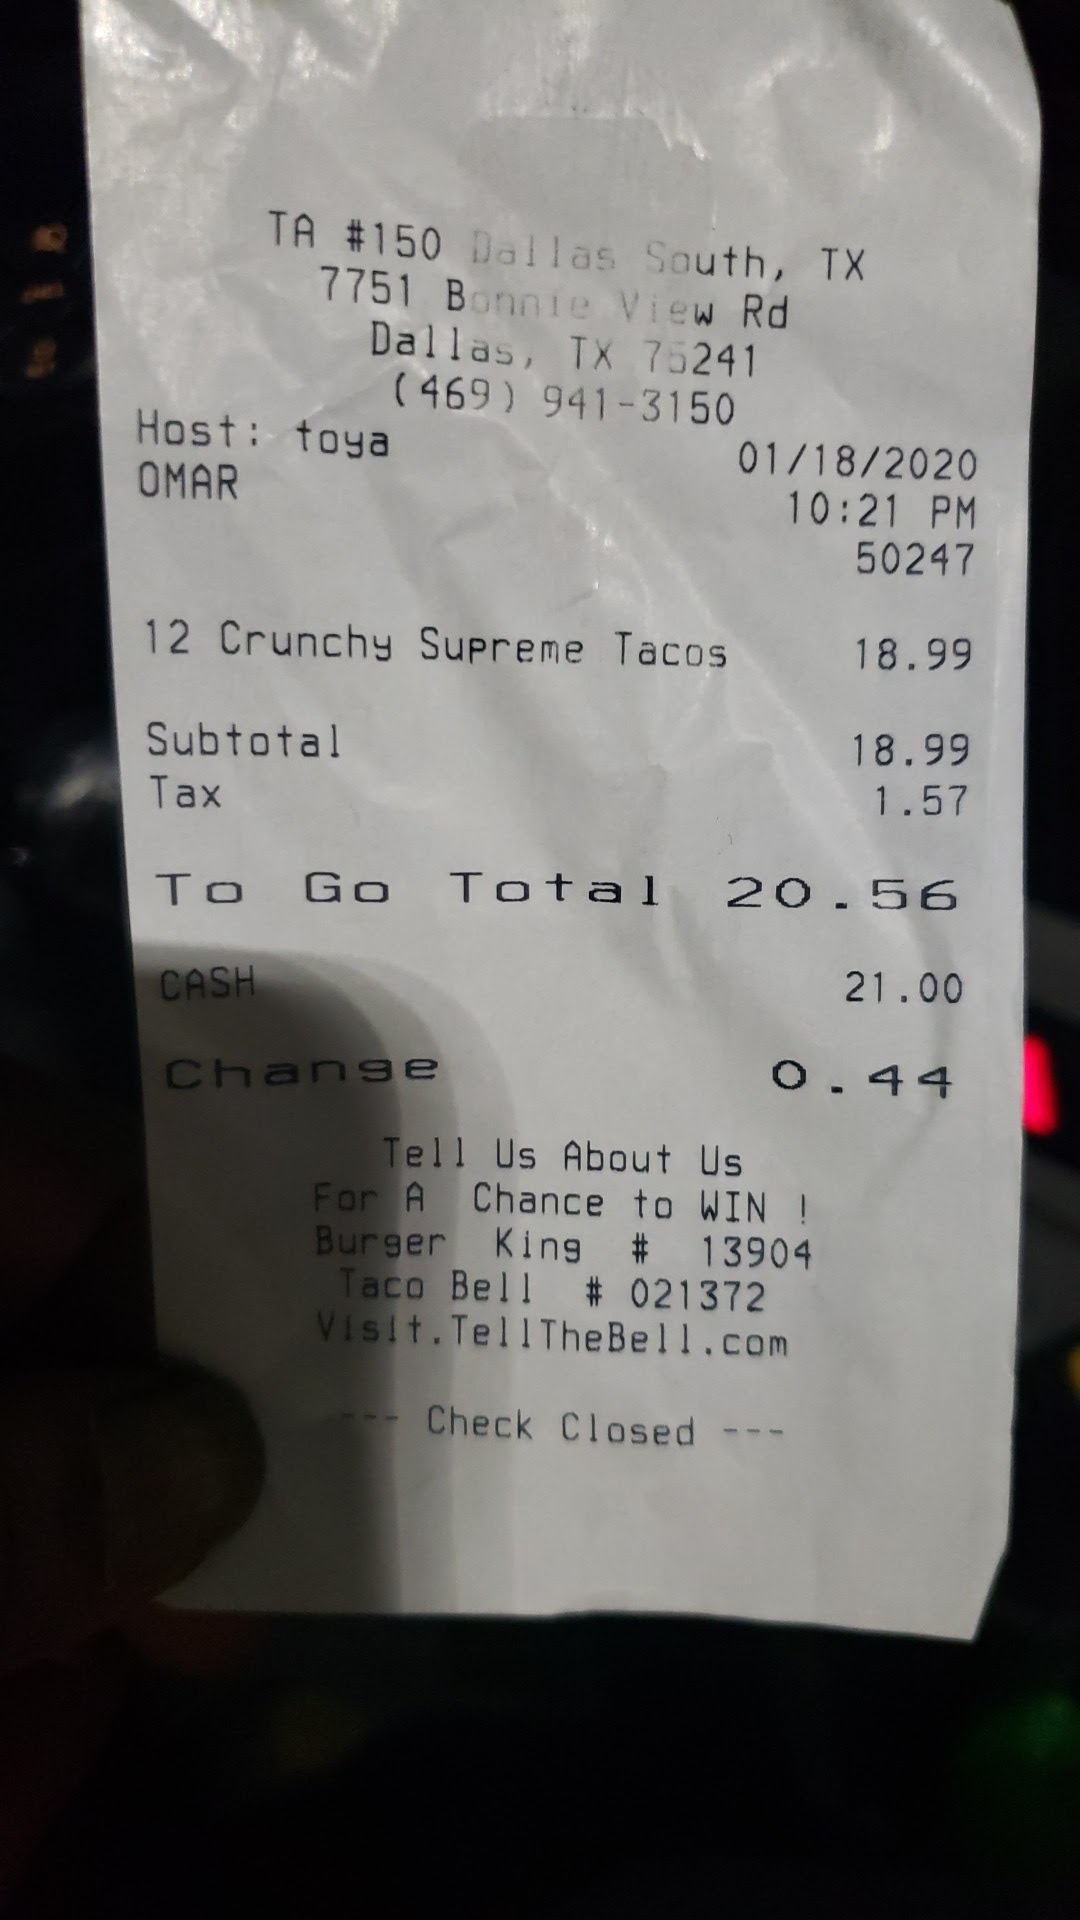 TA #150 Dallas South, TX
7751 Bonnie View Rd
Dallas, TX 75241
(469) 941-3150
Host: toya 01/18/2020
OMAR 10:21 PM
50247
12 Crunchy Supreme Tacos 18.99
Subtotal 18.99
Tax 1.57
To Go Total 20.56
CASH 21.00
Change 0.44
Tell Us About Us
For A Chance to WIN !
Burger King # 13904
Taco Bell # 021372
Visit.TellTheBell.com
--- Check Closed ---